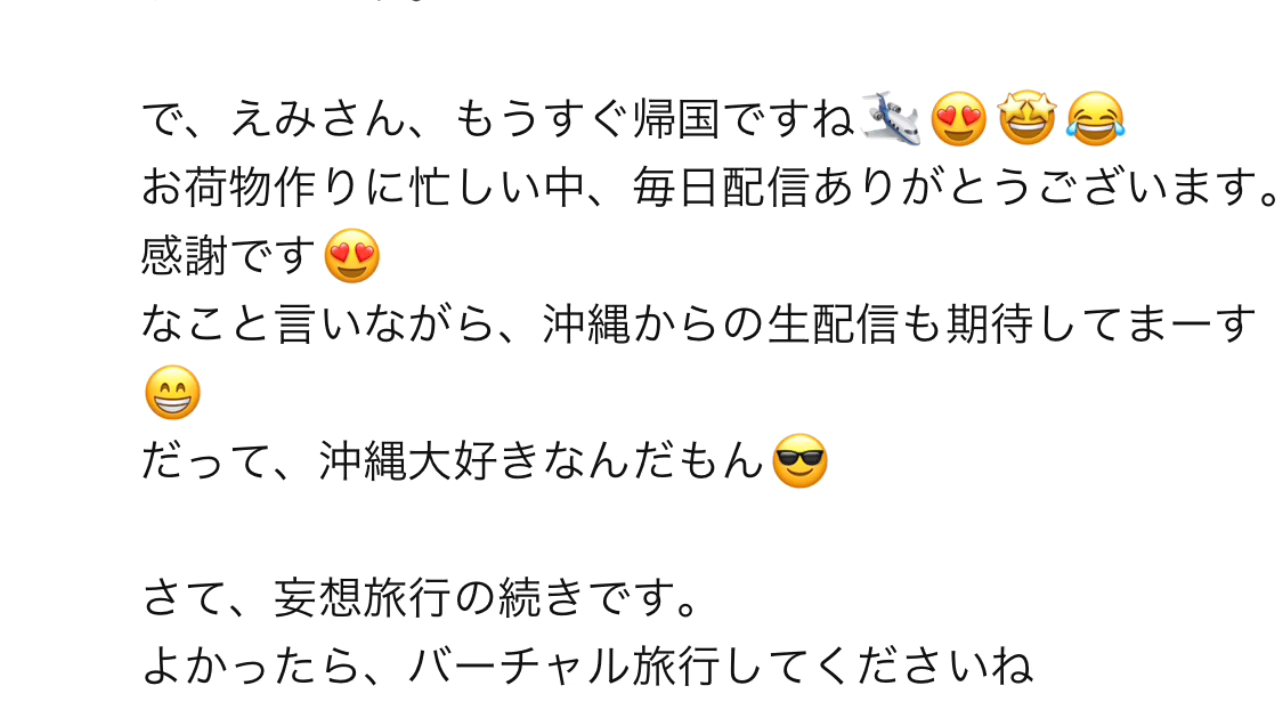 で、えみさん、もうすぐ帰国ですね🛩😍🤩😂
お荷物作りに忙しい中、毎日配信ありがとうございます。
感謝です😍
なこと言いながら、沖縄からの生配信も期待してまーす
😁
だって、沖縄大好きなんだもん😎
さて、妄想旅行の続きです。
よかったら、バーチャル旅行してくださいね